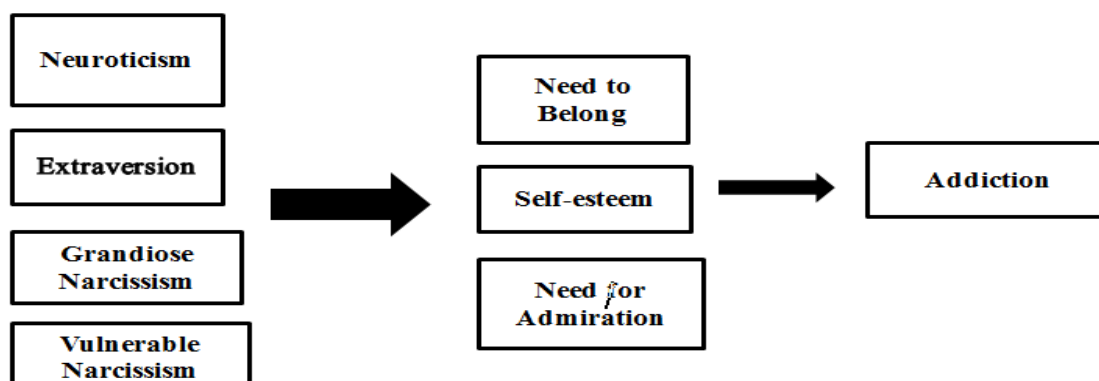 Neuroticism
Extraversion
Grandiose
Narcissism
Vulnerable
Narcissism
Need to
Belong
Self-esteem
Need for
Admiration
Addiction